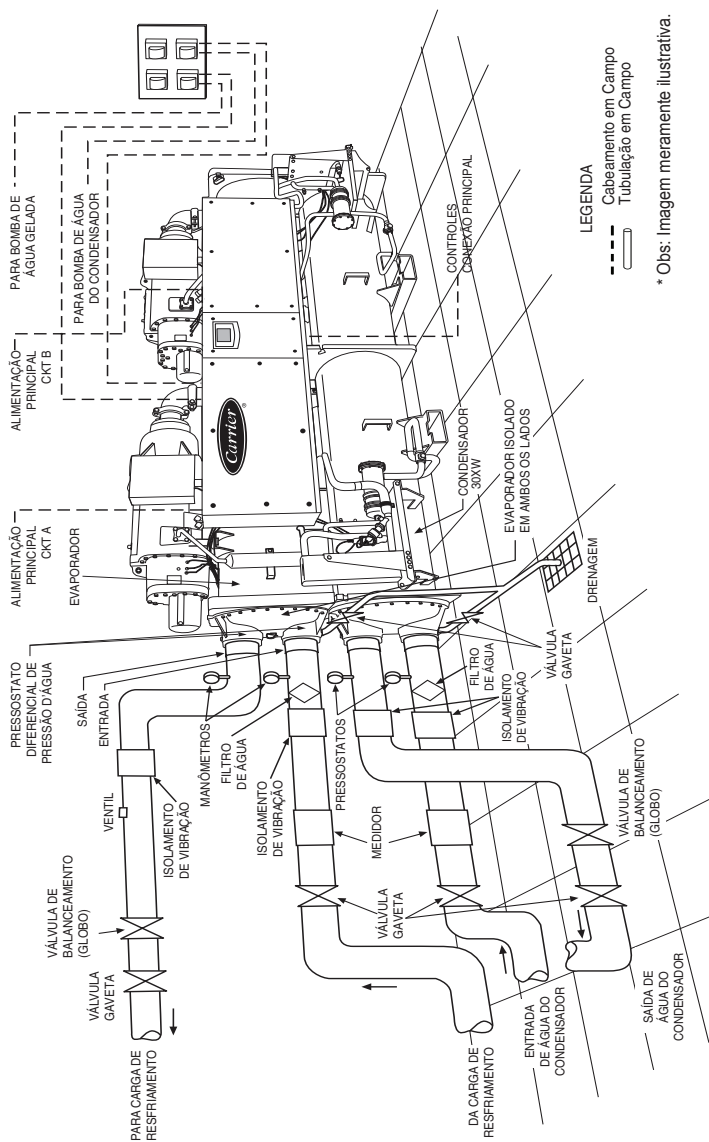 PARA BOMBA DE
ÁGUA GELADA
PARA BOMBA DE ÁGUA
DO CONDENSADOR
ALIMENTAÇÃO
PRINCIPAL
CKT B
ALIMENTAÇÃO
PRINCIPAL
CKT A
EVAPORADOR
PRESSOSTATO
DIFERENCIAL DE
PRESSÃO D'ÁGUA
SAÍDA
ENTRADA
MANÔMETROS
FILTRO
DE ÁGUA
ISOLAMENTO
DE VIBRAÇÃO
VENTIL
ISOLAMENTO
DE VIBRAÇÃO
VÁLVULA DE
BALANCEAMENTO
(GLOBO)
VÁLVULA
GAVETA
PARA CARGA DE
RESFRIAMENTO
Carrier
CONTROLES
CONEXÃO PRINCIPAL
CONDENSADOR
30XW
EVAPORADOR ISOLADO
EM AMBOS OS LADOS
DRENAGEM
VÁLVULA
GAVETA
FILTRO
DE ÁGUA
ISOLAMENTO
DE VIBRAÇÃO
PRESSOSTATOS
MEDIDOR
VÁLVULA
GAVETA
VÁLVULA DE
BALANCEAMENTO
(GLOBO)
DA CARGA DE
RESFRIAMENTO
ENTRADA
DE ÁGUA DO
CONDENSADOR
SAÍDA DE
ÁGUA DO
CONDENSADOR
LEGENDA
Cabeamento em Campo
Tubulação em Campo
* Obs: Imagem meramente ilustrativa.